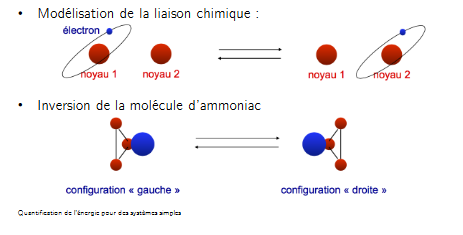 • Modélisation de la liaison chimique :
électron
noyau 1 noyau 2 noyau 1 noyau 2
• Inversion de la molécule d'ammoniac
configuration « gauche » configuration « droite »
Quantification de l'énergie pour des systèmes simples